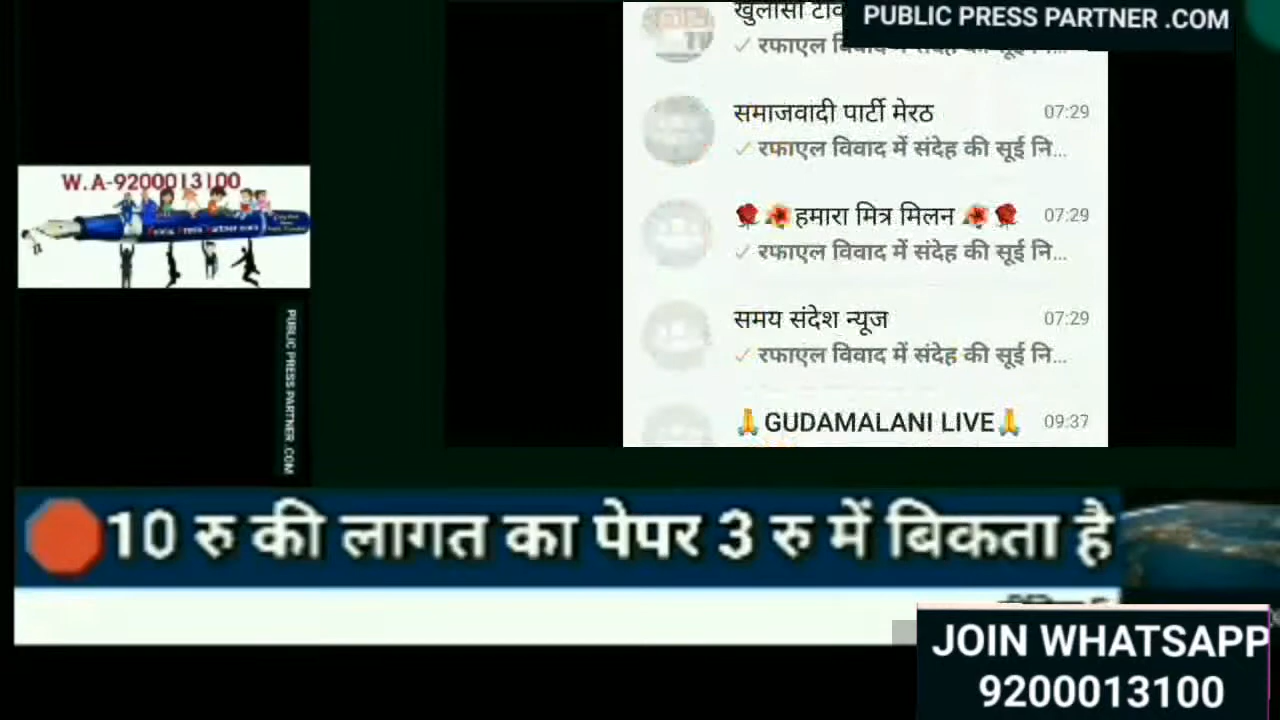 खुलासा टीव
PUBLIC PRESS PARTNER .COM
✓ रफाएल विवाद में संदेह की सूई नि...
समाजवादी पार्टी मेरठ 07:29
✓ रफाएल विवाद में संदेह की सूई नि...
🌹🌺हमारा मित्र मिलन 🌺🌹 07:29
✓ रफाएल विवाद में संदेह की सूई नि...
समय संदेश न्यूज 07:29
✓ रफाएल विवाद में संदेह की सूई नि...
🙏GUDAMALANI LIVE🙏 09:37
W.A-9200013100
PUBLIC PRESS PARTNER .COM
10 रु की लागत का पेपर 3 रु में बिकता है
JOIN WHATSAPP
9200013100